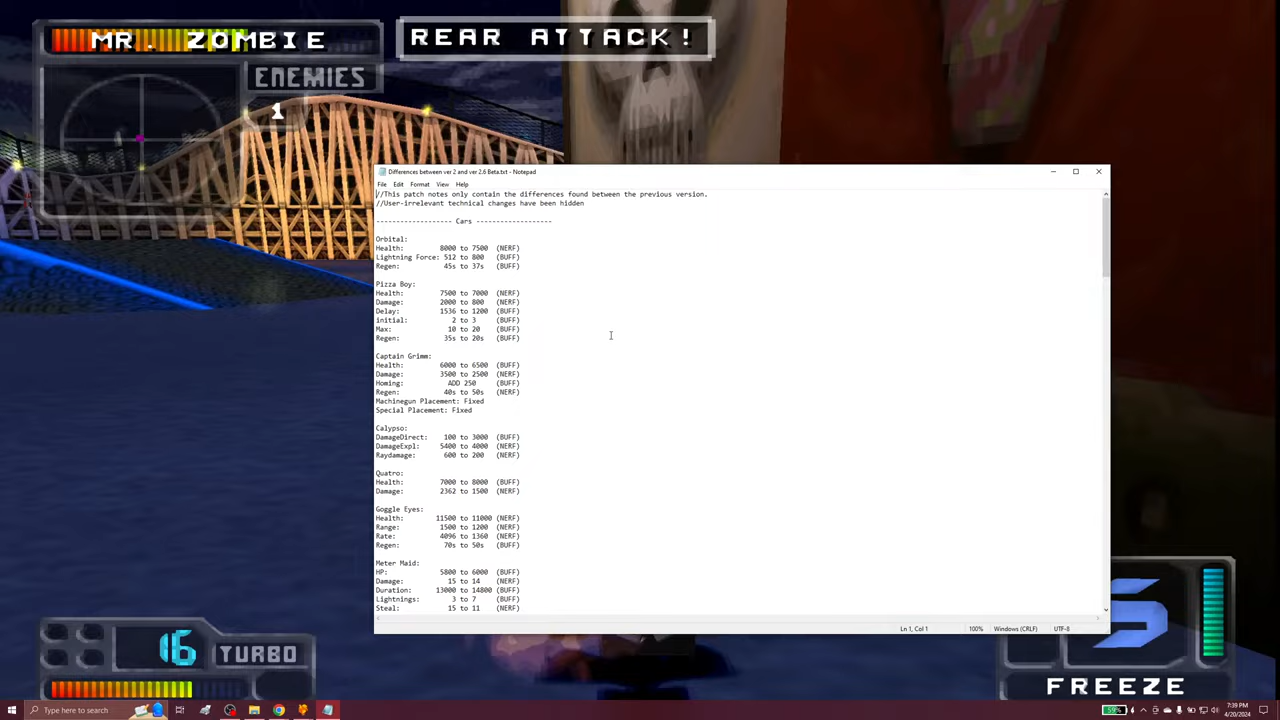 MR. ZOMBIE
REAR ATTACK!
ENEMIES
1
Differences between ver 2 and ver 2.6 Beta.txt - Notepad
File Edit Format View Help
//This patch notes only contain the differences found between the previous version.
//User-irrelevant technical changes have been hidden
------------------- Cars -------------------
Orbital:
Health: 8000 to 7500 (NERF)
Lightning Force: 512 to 800 (BUFF)
Regen: 45s to 37s (BUFF)
Pizza Boy:
Health: 7500 to 7000 (NERF)
Damage: 2000 to 800 (NERF)
Delay: 1536 to 1200 (BUFF)
initial: 2 to 3 (BUFF)
Max: 10 to 20 (BUFF)
Regen: 35s to 20s (BUFF)
Captain Grimm:
Health: 6000 to 6500 (BUFF)
Damage: 3500 to 2500 (NERF)
Homing: ADD 250 (BUFF)
Regen: 40s to 50s (NERF)
Machinegun Placement: Fixed
Special Placement: Fixed
Calypso:
DamageDirect: 100 to 3000 (BUFF)
DamageExpl: 5400 to 4000 (NERF)
Raydamage: 600 to 200 (NERF)
Quatro:
Health: 7000 to 8000 (BUFF)
Damage: 2362 to 1500 (NERF)
Goggle Eyes:
Health: 11500 to 11000 (NERF)
Range: 1500 to 1200 (NERF)
Rate: 4096 to 1360 (NERF)
Regen: 70s to 50s (BUFF)
Meter Maid:
HP: 5800 to 6000 (BUFF)
Damage: 15 to 14 (NERF)
Duration: 13000 to 14800 (BUFF)
Lightnings: 3 to 7 (BUFF)
Steal: 15 to 11 (NERF)
Ln 1, Col 1 100% Windows (CRLF) UTF-8
16 TURBO
5
FREEZE
Type here to search
59%
7:39 PM
4/20/2024